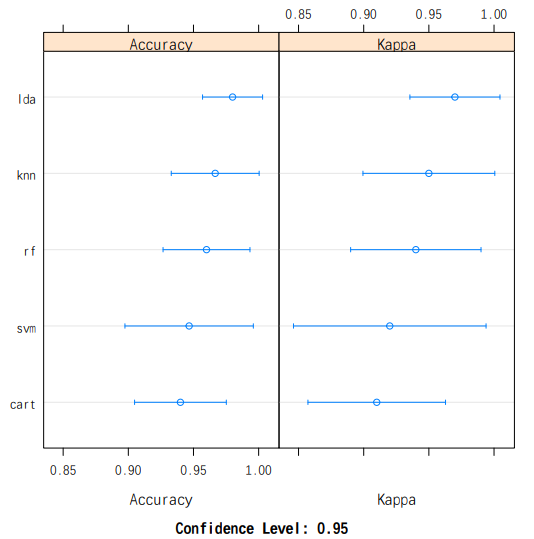 0.85 0.90 0.95 1.00
Accuracy Kappa
lda
knn
rf
svm
cart
0.85 0.90 0.95 1.00
Accuracy Kappa
Confidence Level: 0.95